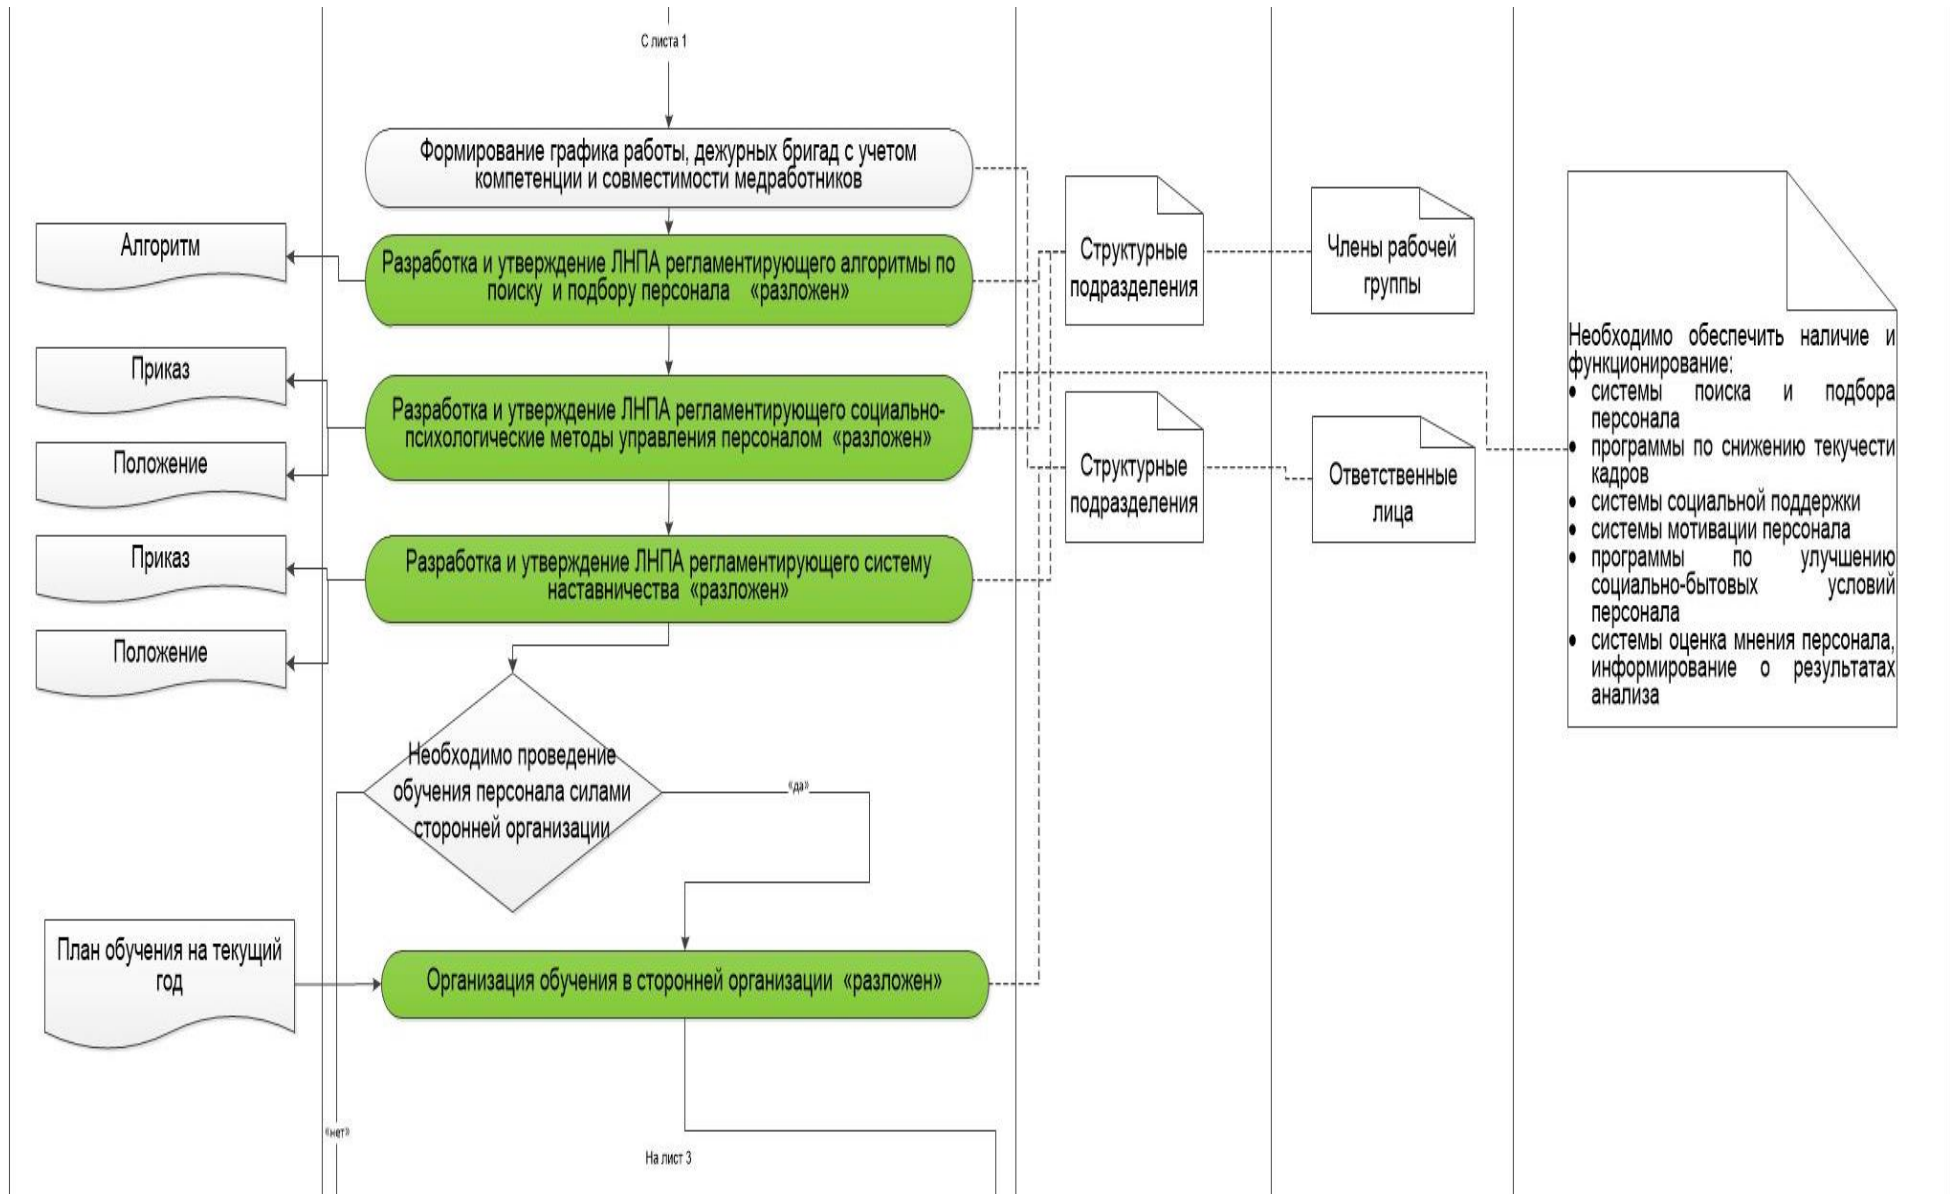 С листа 1
Формирование графика работы, дежурных бригад с учетом
компетенции и совместимости медработников
Алгоритм
Разработка и утверждение ЛНПА регламентирующего алгоритмы по
поиску и подбору персонала «разложен»
Структурные
подразделения
Члены рабочей
группы
Приказ
Положение
Разработка и утверждение ЛНПА регламентирующего социально-
психологические методы управления персоналом «разложен»
Структурные
подразделения
Ответственные
лица
Необходимо обеспечить наличие и
функционирование:
• системы поиска и подбора
персонала
• программы по снижению текучести
кадров
• системы социальной поддержки
• системы мотивации персонала
• программы по улучшению
социально-бытовых условий
персонала
• системы оценка мнения персонала,
информирование о результатах
анализа
Приказ
Положение
Разработка и утверждение ЛНПА регламентирующего систему
наставничества «разложен»
Необходимо проведение
обучения персонала силами
сторонней организации
«да»
План обучения на текущий
год
Организация обучения в сторонней организации «разложен»
«нет»
На лист 3